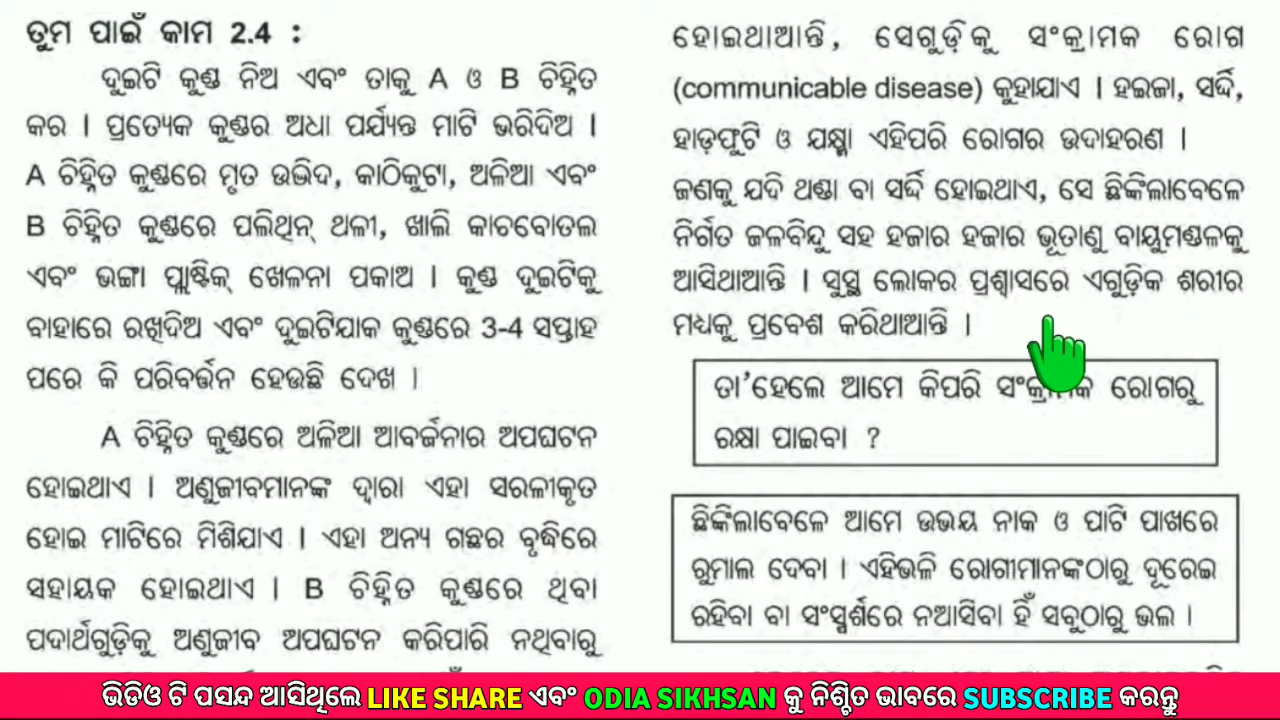 ତୁମ ପାଇଁ କାମ 2.4 :
ଦୁଇଟି କୁଣ୍ଡ ନିଅ ଏବଂ ତାକୁ A ଓ B ଚିହ୍ନିତ
କର । ପ୍ରତ୍ୟେକ କୁଣ୍ଡର ଅଧା ପର୍ଯ୍ୟନ୍ତ ମାଟି ଭରିଦିଅ ।
A ଚିହ୍ନିତ କୁଣ୍ଡରେ ମୃତ ଉଦ୍ଭିଦ, କାଠିକୁଟା, ଅଳିଆ ଏବଂ
B ଚିହ୍ନିତ କୁଣ୍ଡରେ ପଲିଥିନ୍ ଥଳୀ, ଖାଲି କାଚବୋତଲ
ଏବଂ ଭଙ୍ଗା ପ୍ଲାଷ୍ଟିକ୍ ଖେଳନା ପକାଅ । କୁଣ୍ଡ ଦୁଇଟିକୁ
ବାହାରେ ରଖିଦିଅ ଏବଂ ଦୁଇଟିଯାକ କୁଣ୍ଡରେ 3-4 ସପ୍ତାହ
ପରେ କି ପରିବର୍ତ୍ତନ ହେଉଛି ଦେଖ ।
A ଚିହ୍ନିତ କୁଣ୍ଡରେ ଅଳିଆ ଆବର୍ଜନାର ଅପଘଟନ
ହୋଇଥାଏ । ଅଣୁଜୀବମାନଙ୍କ ଦ୍ୱାରା ଏହା ସରଳୀକୃତ
ହୋଇ ମାଟିରେ ମିଶିଯାଏ । ଏହା ଅନ୍ୟ ଗଛର ବୃଦ୍ଧିରେ
ସହାୟକ ହୋଇଥାଏ । B ଚିହ୍ନିତ କୁଣ୍ଡରେ ଥିବା
ପଦାର୍ଥଗୁଡ଼ିକୁ ଅଣୁଜୀବ ଅପଘଟନ କରିପାରି ନଥିବାରୁ
ହୋଇଥାଆନ୍ତି, ସେଗୁଡ଼ିକୁ ସଂକ୍ରାମକ ରୋଗ
(communicable disease) କୁହାଯାଏ । ହଇଜା, ସର୍ଦ୍ଦି,
ହାଡ଼ଫୁଟି ଓ ଯକ୍ଷ୍ମା ଏହିପରି ରୋଗର ଉଦାହରଣ ।
ଜଣକୁ ଯଦି ଥଣ୍ଡା ବା ସର୍ଦ୍ଦି ହୋଇଥାଏ, ସେ ଛିଙ୍କିଲାବେଳେ
ନିର୍ଗତ ଜଳବିନ୍ଦୁ ସହ ହଜାର ହଜାର ଭୂତାଣୁ ବାୟୁମଣ୍ଡଳକୁ
ଆସିଥାଆନ୍ତି । ସୁସ୍ଥ ଲୋକର ପ୍ରଶ୍ୱାସରେ ଏଗୁଡ଼ିକ ଶରୀର
ମଧ୍ୟକୁ ପ୍ରବେଶ କରିଥାଆନ୍ତି ।
ତା'ହେଲେ ଆମେ କିପରି ସଂକ୍ରାମକ ରୋଗରୁ
ରକ୍ଷା ପାଇବା ?
ଛିଙ୍କିଲାବେଳେ ଆମେ ଉଭୟ ନାକ ଓ ପାଟି ପାଖରେ
ରୁମାଲ ଦେବା । ଏହିଭଳି ରୋଗୀମାନଙ୍କଠାରୁ ଦୂରେଇ
ରହିବା ବା ସଂସ୍ପର୍ଶରେ ନଆସିବା ହିଁ ସବୁଠାରୁ ଭଲ ।
ଭିଡିଓ ଟି ପସନ୍ଦ ଆସିଥିଲେ LIKE SHARE ଏବଂ ODIA SIKHSAN କୁ ନିଶ୍ଚିତ ଭାବରେ SUBSCRIBE କରନ୍ତୁ